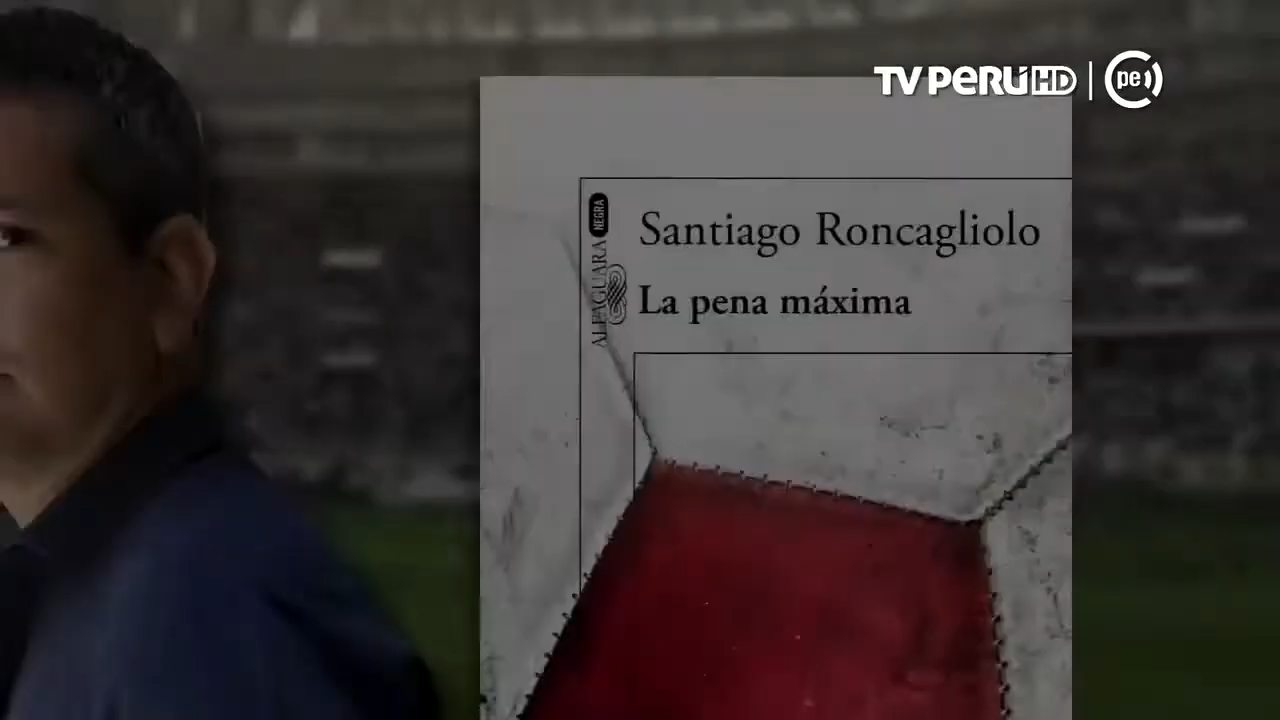 TV PERÚ HD | pe
Santiago Roncagliolo
La pena máxima
ALFAGUARA NEGRA